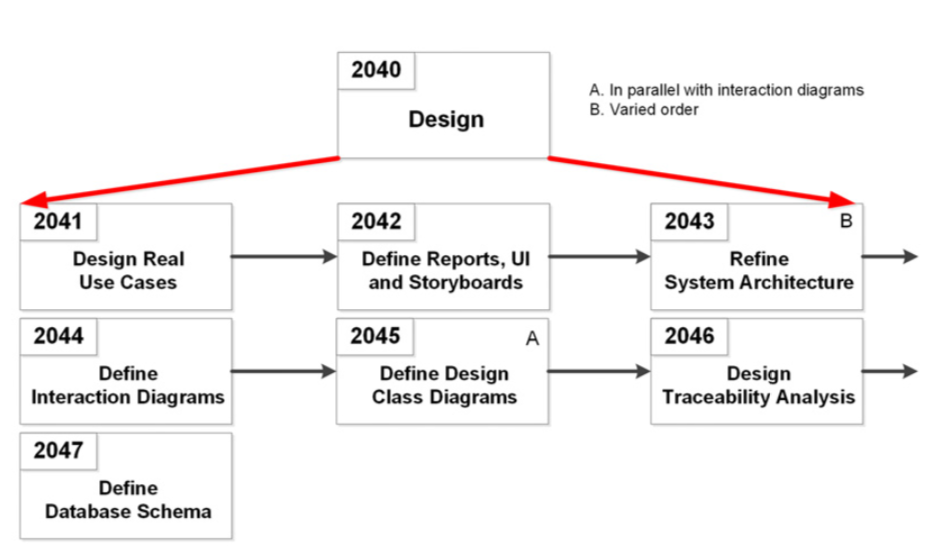 2040
Design
A. In parallel with interaction diagrams
B. Varied order
2041
Design Real
Use Cases
2042
Define Reports, UI
and Storyboards
2043
B
Refine
System Architecture
2044
Define
Interaction Diagrams
2045
A
Define Design
Class Diagrams
2046
Design
Traceability Analysis
2047
Define
Database Schema